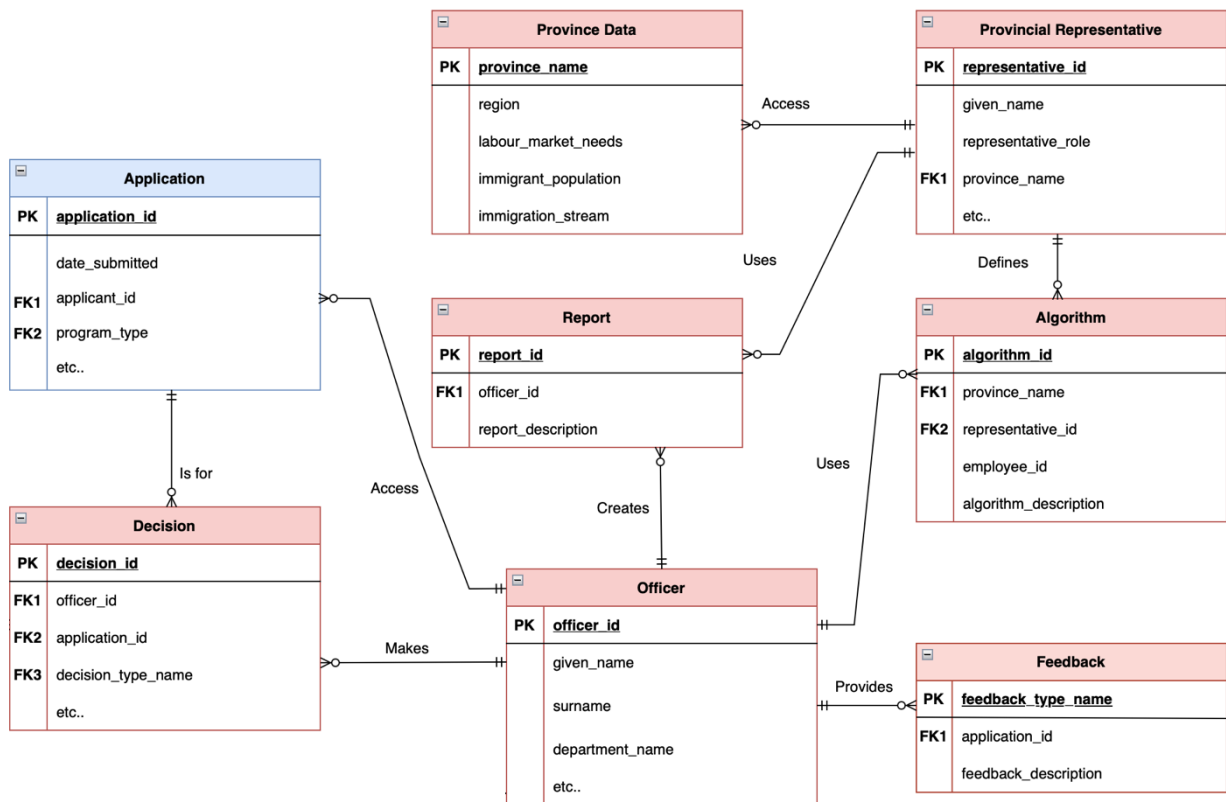 Province Data
PK province_name
region
labour_market_needs
immigrant_population
immigration_stream
Access
Provincial Representative
PK representative_id
given_name
representative_role
FK1 province_name
etc..
Application
PK application_id
date_submitted
FK1 applicant_id
FK2 program_type
etc..
Uses
Defines
Report
PK report_id
FK1 officer_id
report_description
Algorithm
PK algorithm_id
FK1 province_name
FK2 representative_id
employee_id
algorithm_description
Is for
Access
Creates
Uses
Decision
PK decision_id
FK1 officer_id
FK2 application_id
FK3 decision_type_name
etc..
Makes
Officer
PK officer_id
given_name
surname
department_name
etc..
Provides
Feedback
PK feedback_type_name
FK1 application_id
feedback_description